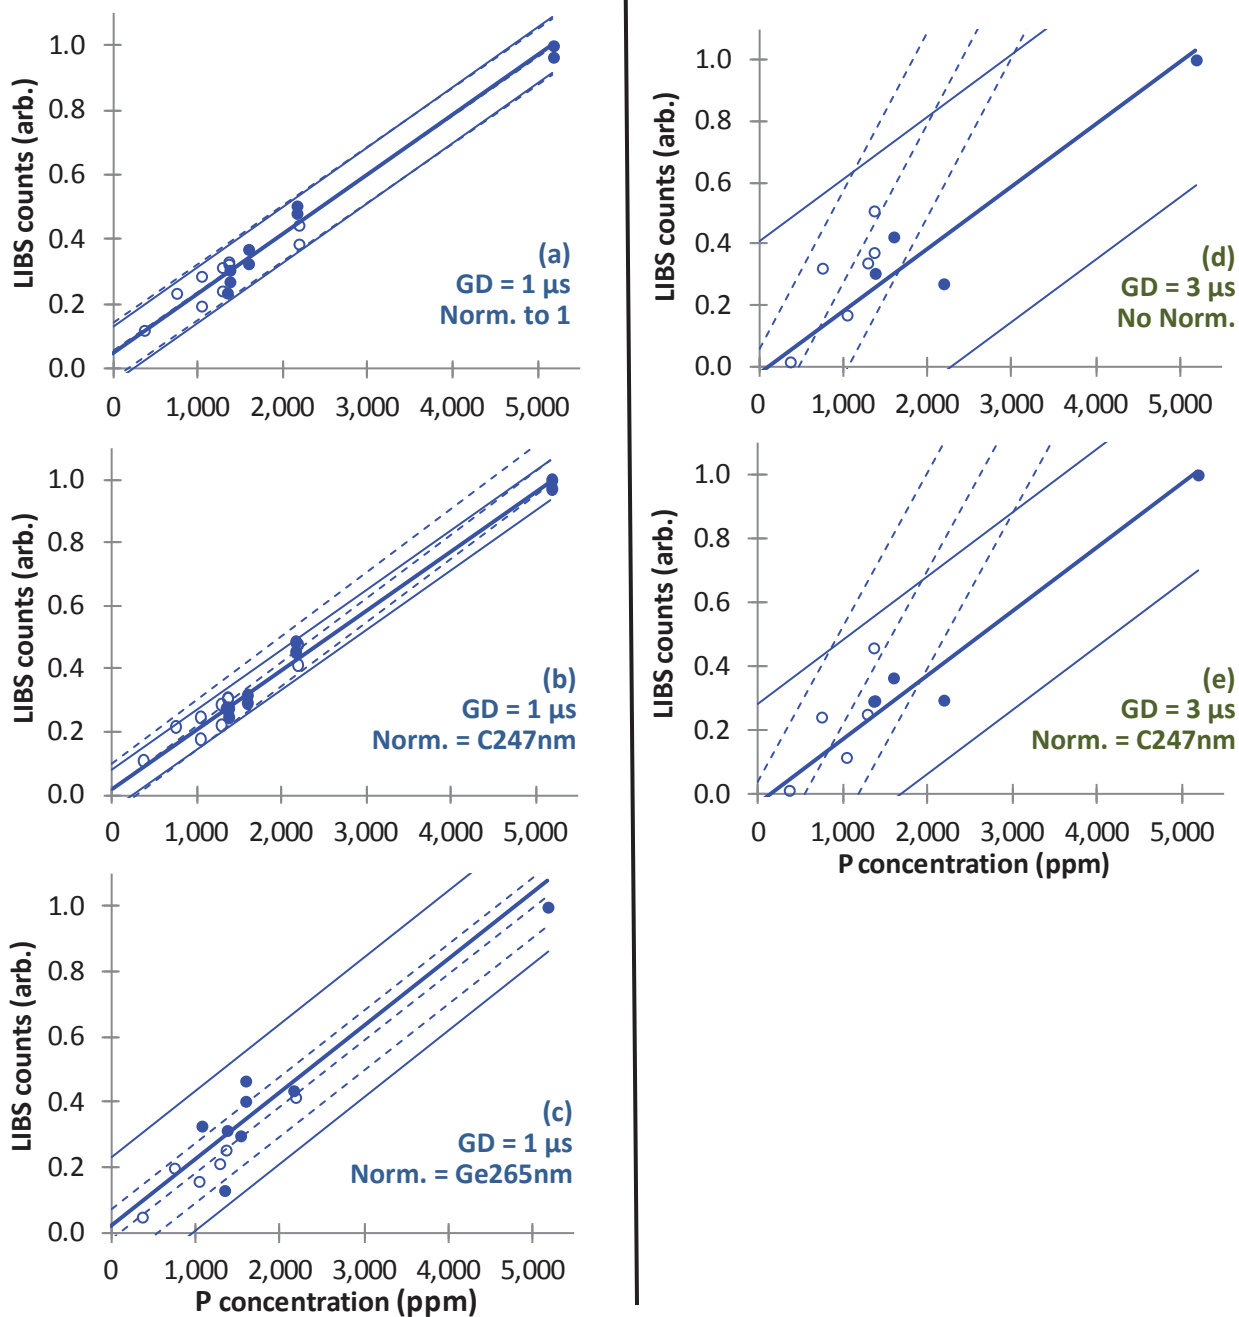 LIBS counts (arb.)
1.0
0.8
0.6
0.4
0.2
0.0
0
1,000
2,000
3,000
4,000
5,000
(a)
GD = 1 µs
Norm. to 1
LIBS counts (arb.)
1.0
0.8
0.6
0.4
0.2
0.0
0
1,000
2,000
3,000
4,000
5,000
(b)
GD = 1 µs
Norm. = C247nm
LIBS counts (arb.)
1.0
0.8
0.6
0.4
0.2
0.0
0
1,000
2,000
3,000
4,000
5,000
P concentration (ppm)
(c)
GD = 1 µs
Norm. = Ge265nm
LIBS counts (arb.)
1.0
0.8
0.6
0.4
0.2
0.0
0
1,000
2,000
3,000
4,000
5,000
(d)
GD = 3 µs
No Norm.
LIBS counts (arb.)
1.0
0.8
0.6
0.4
0.2
0.0
0
1,000
2,000
3,000
4,000
5,000
P concentration (ppm)
(e)
GD = 3 µs
Norm. = C247nm